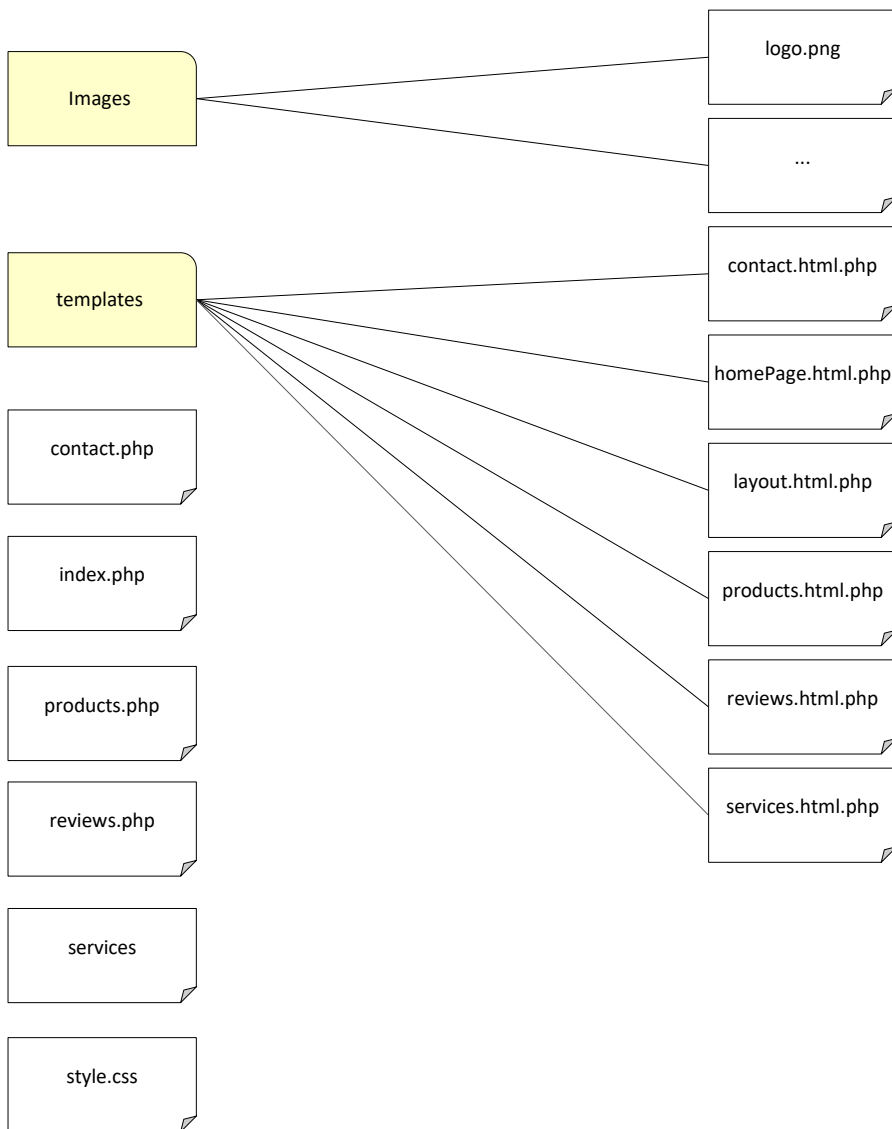 Images
templates
contact.php
index.php
products.php
reviews.php
services
style.css
logo.png
...
contact.html.php
homePage.html.php
layout.html.php
products.html.php
reviews.html.php
services.html.php